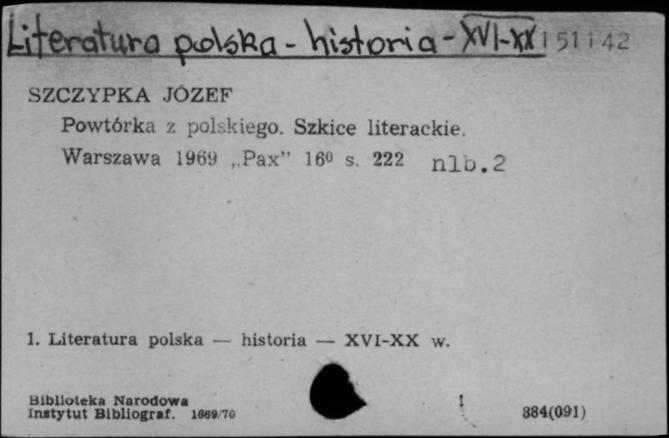 Literatura polska - historia - XVI-XX 151142
SZCZYPKA JÓZEF
Powtórka z polskiego. Szkice literackie.
Warszawa 1969 „Pax" 16⁰ s. 222 nlb.2
1. Literatura polska — historia — XVI-XX w.
Biblioteka Narodowa
Instytut Bibliograf. 1669/70
884(091)